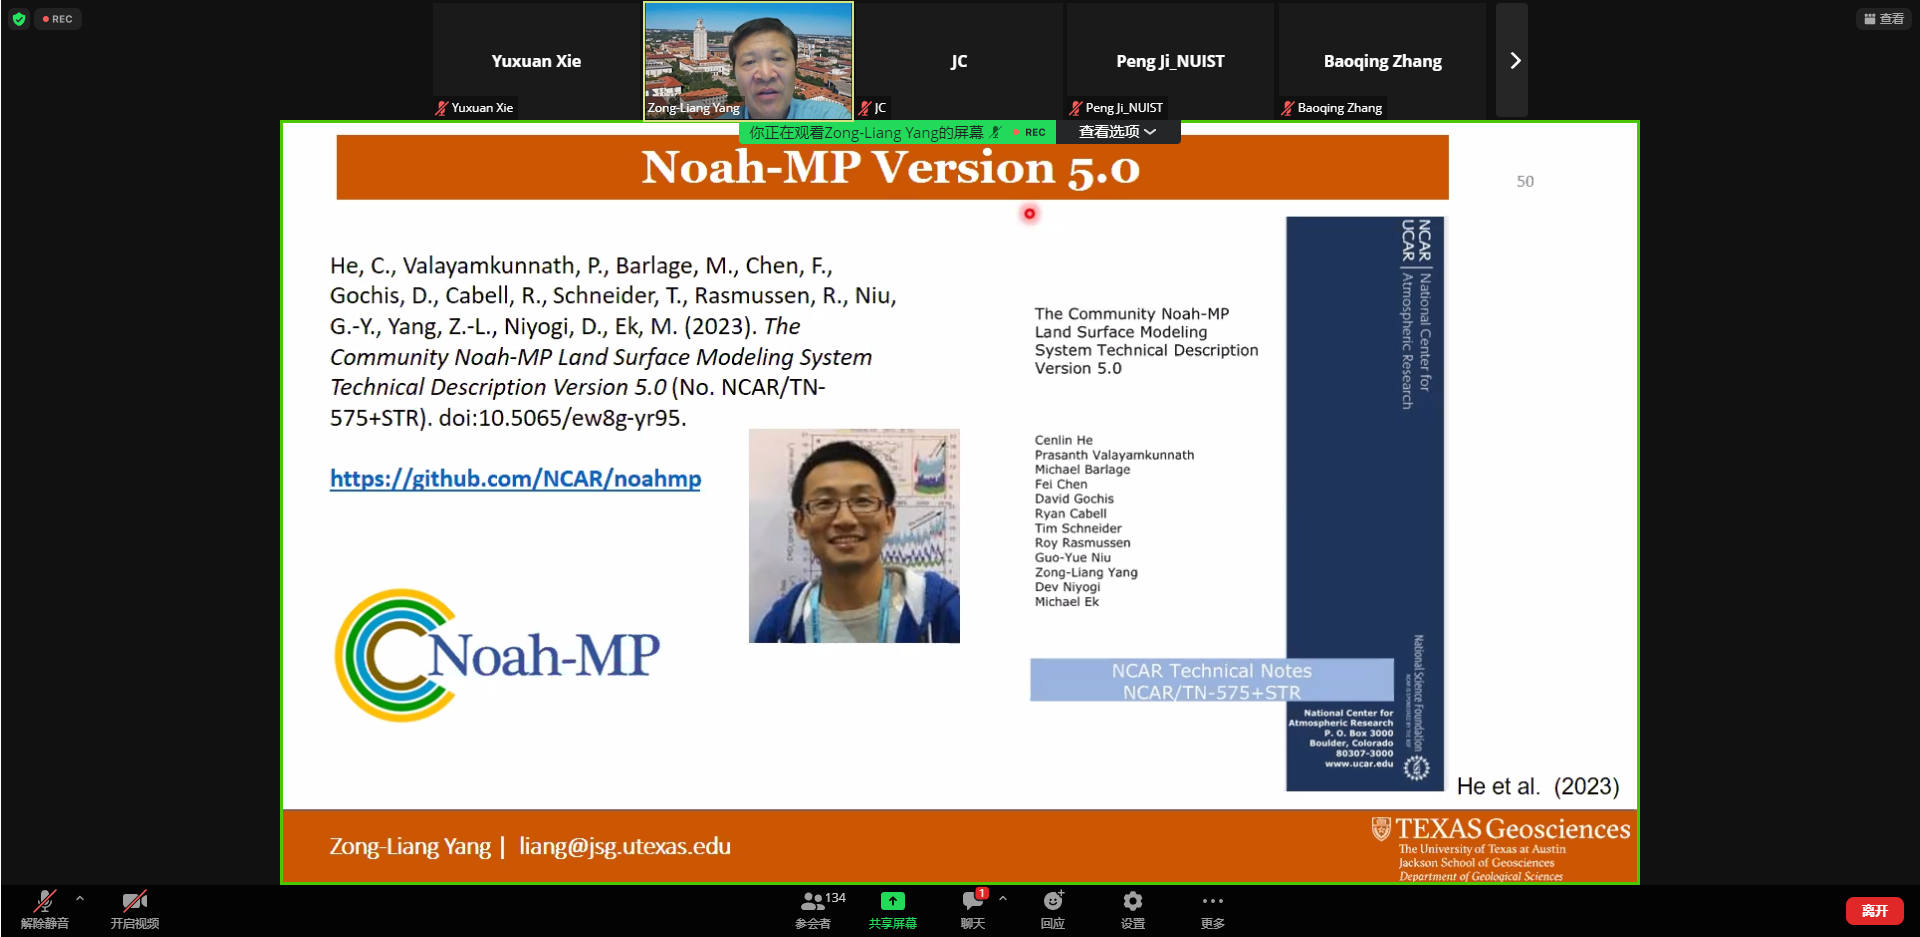 REC
查看
Yuxuan Xie
JC
Peng Ji_NUIST
Baoqing Zhang
Yuxuan Xie
Zong-Liang Yang
JC
Peng Ji_NUIST
Baoqing Zhang
你正在观看Zong-Liang Yang的屏幕
REC
查看选项
Noah-MP Version 5.0
50
He, C., Valayamkunnath, P., Barlage, M., Chen, F.,
Gochis, D., Cabell, R., Schneider, T., Rasmussen, R., Niu,
G.-Y., Yang, Z.-L., Niyogi, D., Ek, M. (2023). The
Community Noah-MP Land Surface Modeling System
Technical Description Version 5.0 (No. NCAR/TN-
575+STR). doi:10.5065/ew8g-yr95.
https://github.com/NCAR/noahmp
Noah-MP
The Community Noah-MP
Land Surface Modeling
System Technical Description
Version 5.0
Cenlin He
Prasanth Valayamkunnath
Michael Barlage
Fei Chen
David Gochis
Ryan Cabell
Tim Schneider
Roy Rasmussen
Guo-Yue Niu
Zong-Liang Yang
Dev Niyogi
Michael Ek
NCAR
UCAR
National Center for
Atmospheric Research
NCAR Technical Notes
NCAR/TN-575+STR
National Center for
Atmospheric Research
P. O. Box 3000
Boulder, Colorado
80307-3000
www.ucar.edu
National Science Foundation
He et al. (2023)
Zong-Liang Yang | liang@jsg.utexas.edu
TEXAS Geosciences
The University of Texas at Austin
Jackson School of Geosciences
Department of Geological Sciences
解除静音
开启视频
134
参会者
共享屏幕
1
聊天
回应
设置
更多
离开